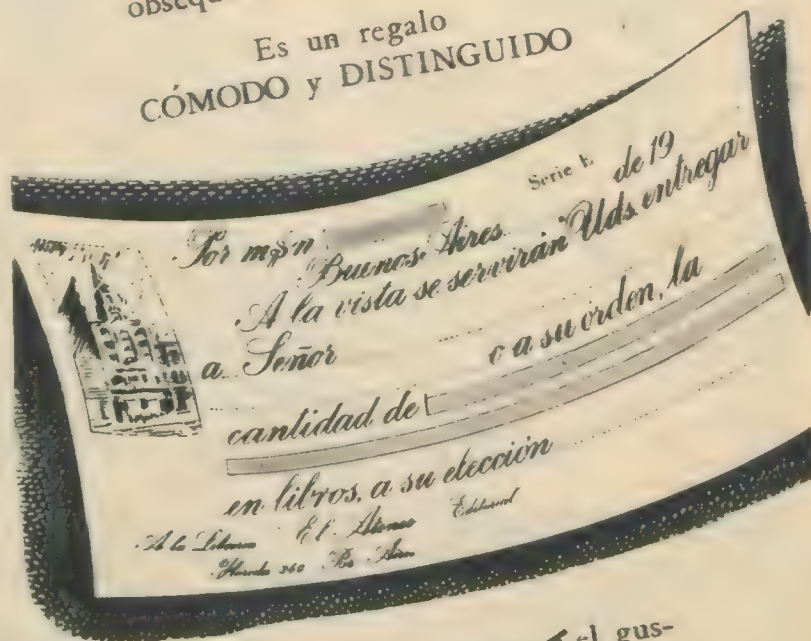 obsequ
Es un regalo
CÓMODO y DISTINGUIDO
Serie E
Por m$n
Buenos Aires de 19
A la vista se servirán Uds. entregar
a Señor o a su orden, la
cantidad de
en libros, a su elección
A la Librería El Ateneo Editorial
Florida 340 Bs. Aires
el gus-